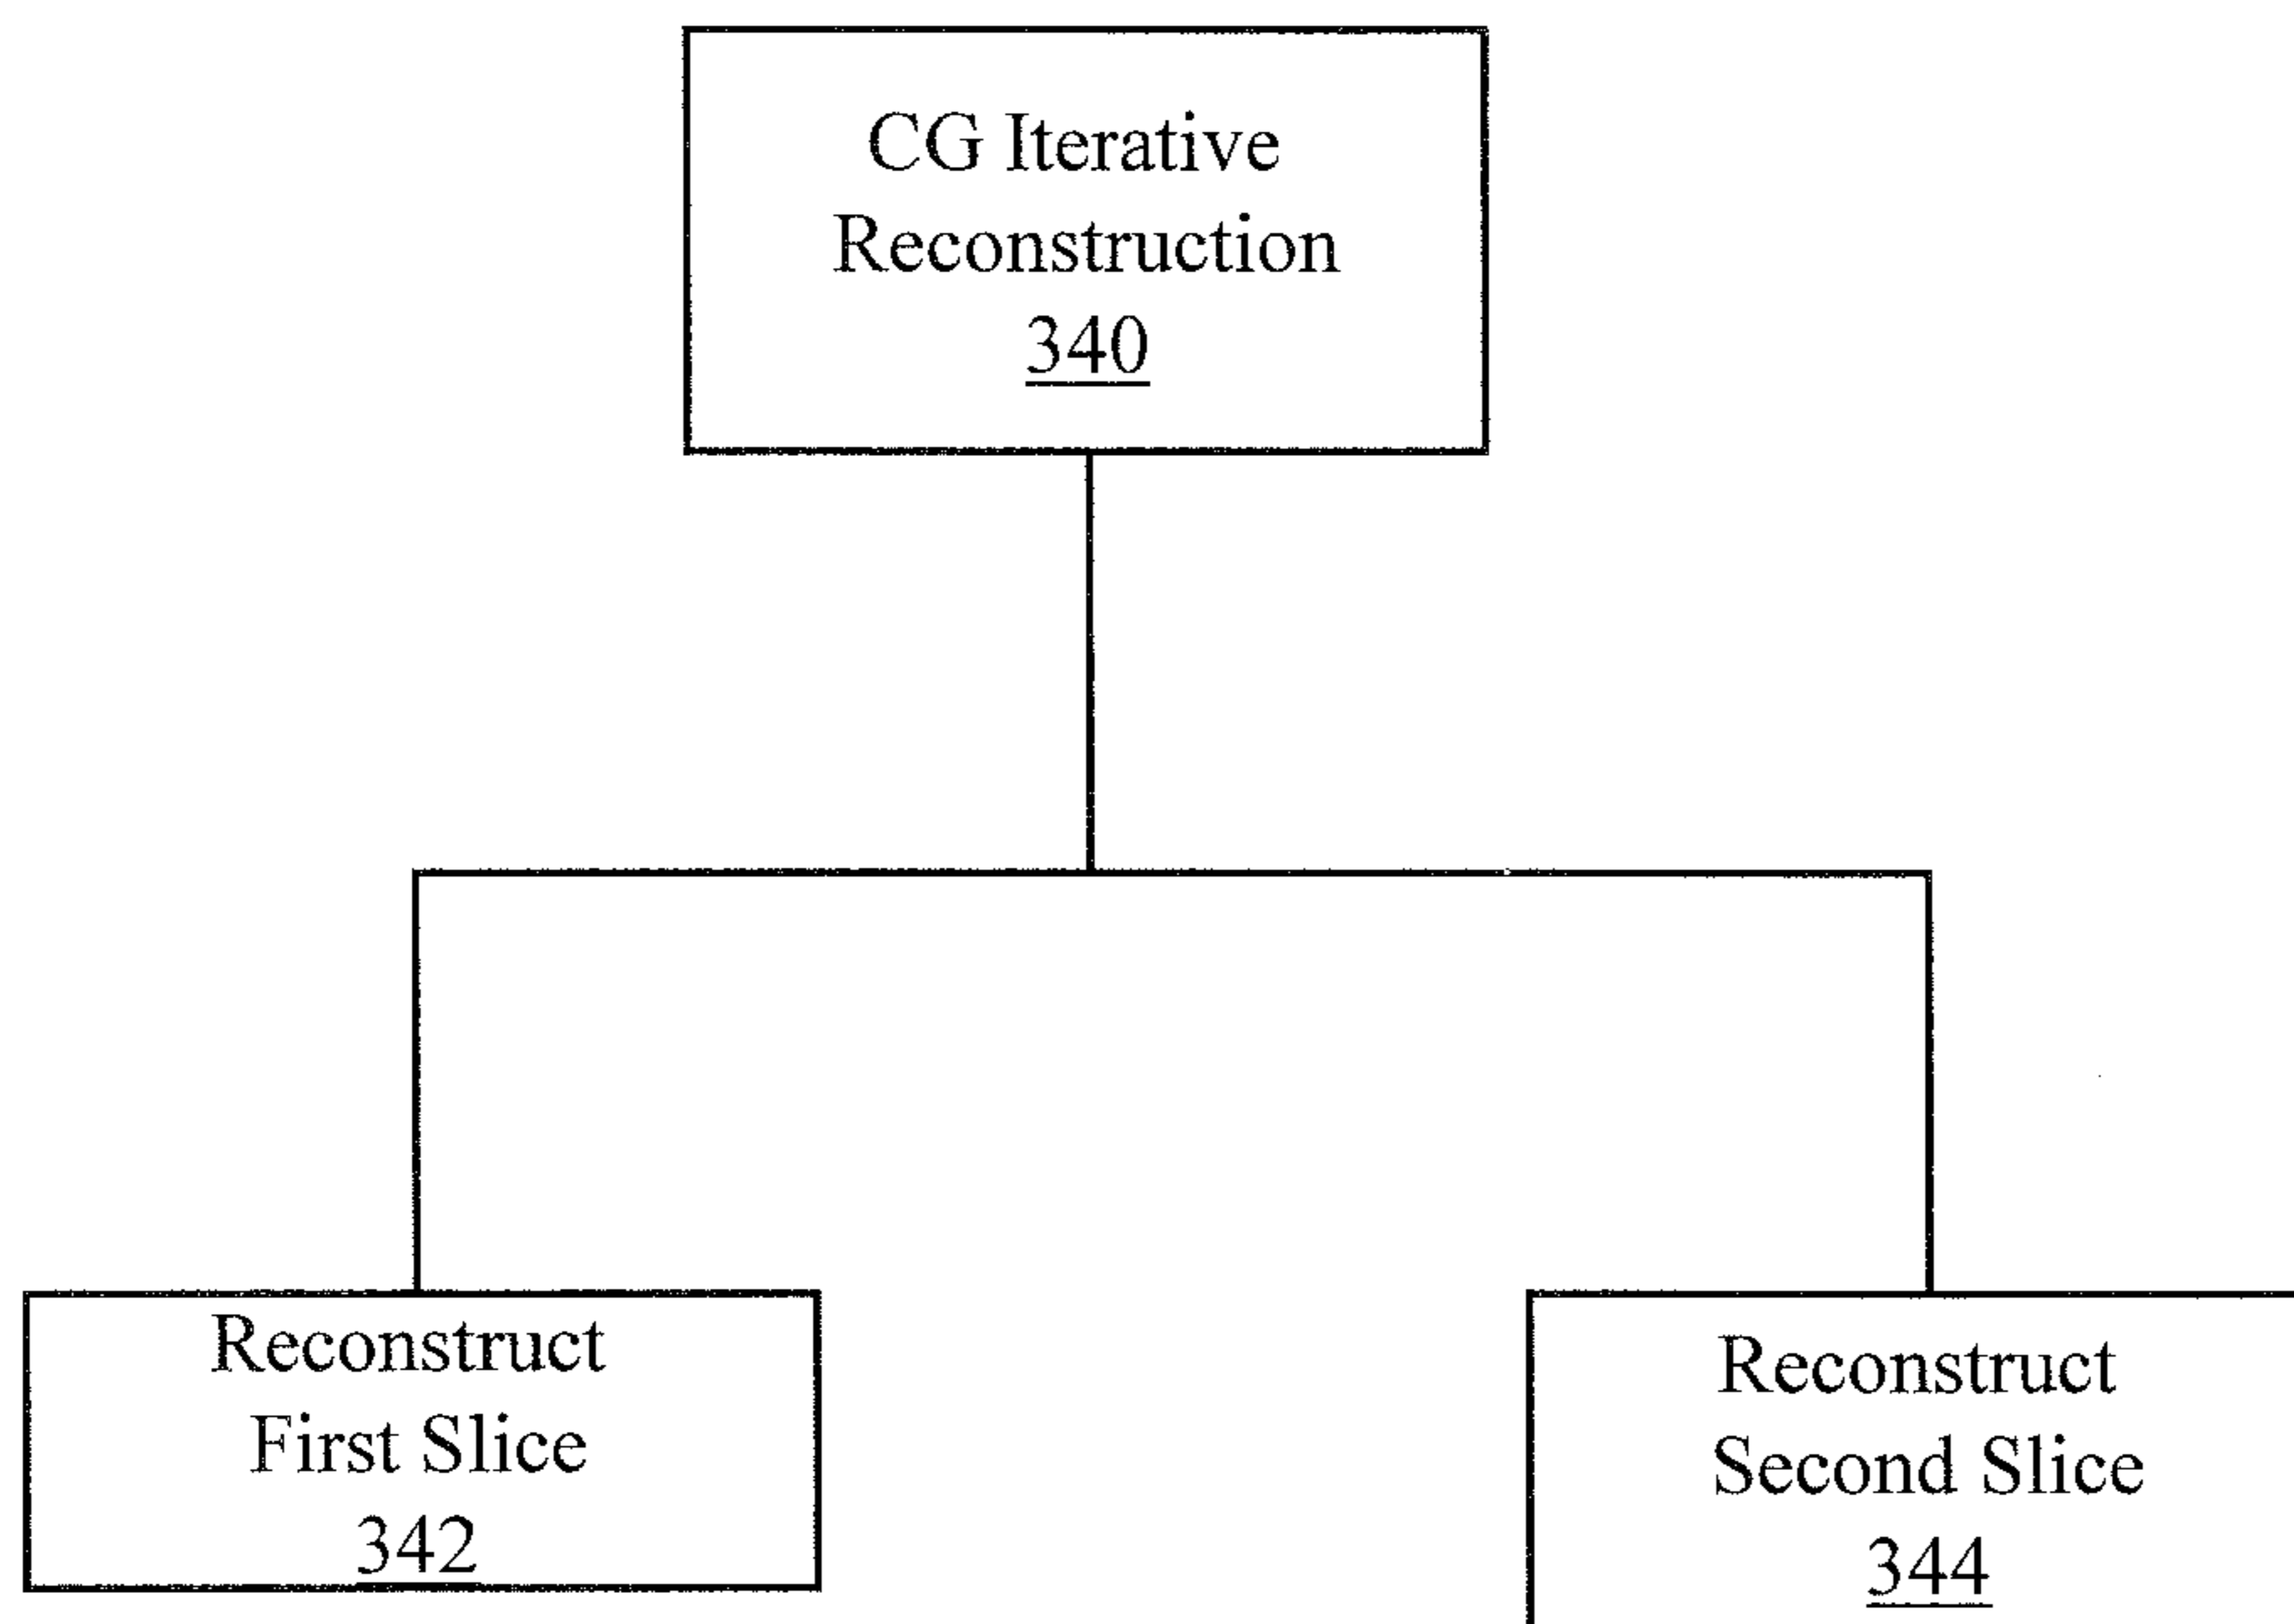 CG Iterative
Reconstruction
340
Reconstruct
First Slice
342
Reconstruct
Second Slice
344